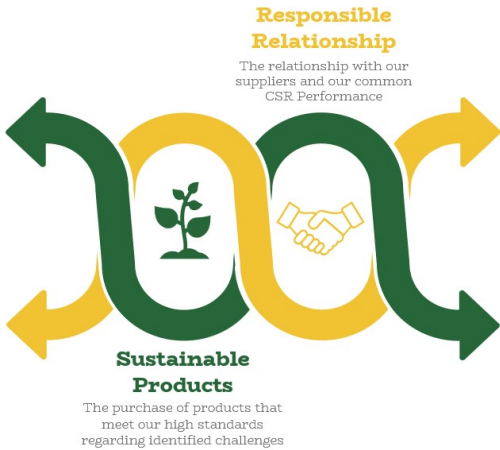 Responsible
Relationship
The relationship with our
suppliers and our common
CSR Performance
Sustainable
Products
The purchase of products that
meet our high standards
regarding identified challenges